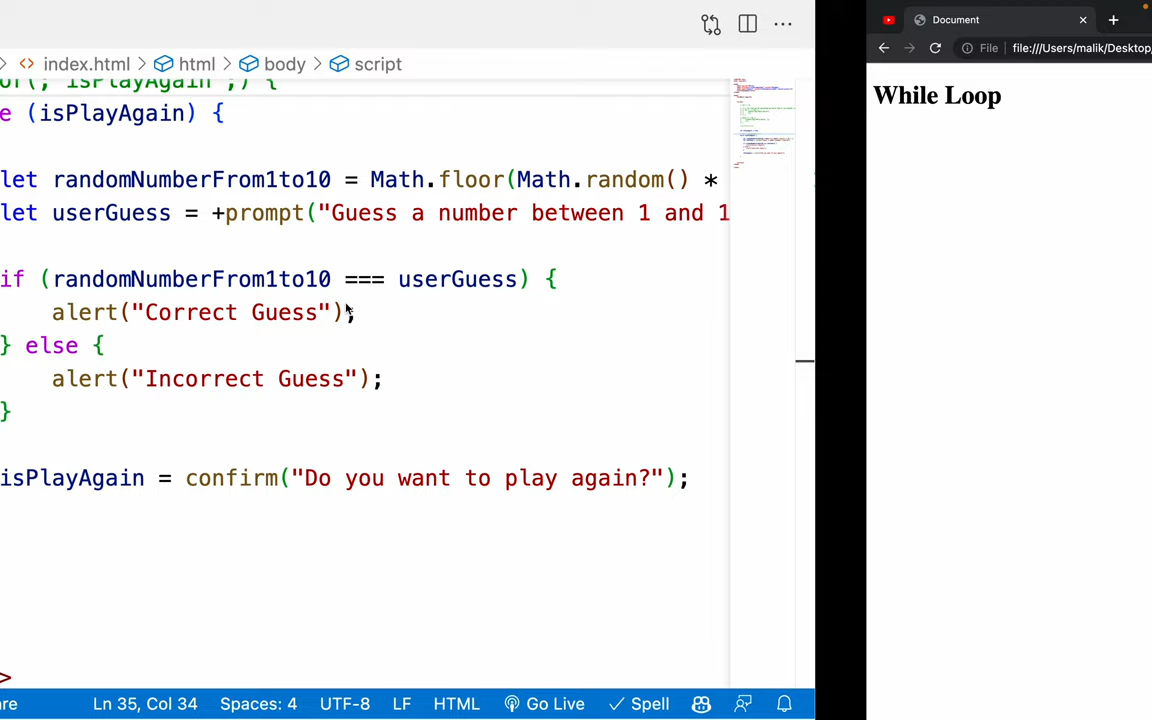 index.html > html > body > script
Document
File file:///Users/malik/Desktop/
or(; isPlayAgain ;) {
e (isPlayAgain) {
let randomNumberFrom1to10 = Math.floor(Math.random() *
let userGuess = +prompt("Guess a number between 1 and 1
if (randomNumberFrom1to10 === userGuess) {
alert("Correct Guess");
} else {
alert("Incorrect Guess");
}
isPlayAgain = confirm("Do you want to play again?");
>
While Loop
are Ln 35, Col 34 Spaces: 4 UTF-8 LF HTML Go Live Spell